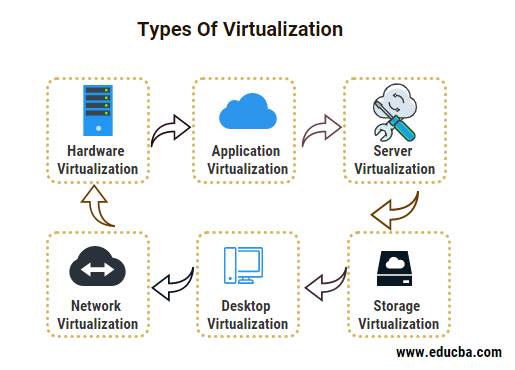 Types Of Virtualization
Hardware
Virtualization
Application
Virtualization
Server
Virtualization
Network
Virtualization
Desktop
Virtualization
Storage
Virtualization
www.educba.com